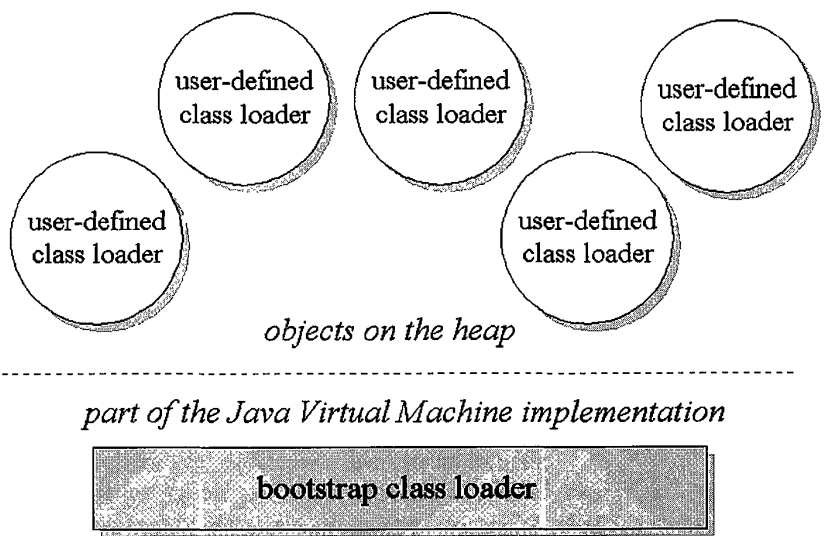 user-defined
class loader
user-defined
class loader
user-defined
class loader
user-defined
class loader
user-defined
class loader
objects on the heap
part of the Java Virtual Machine implementation
bootstrap class loader